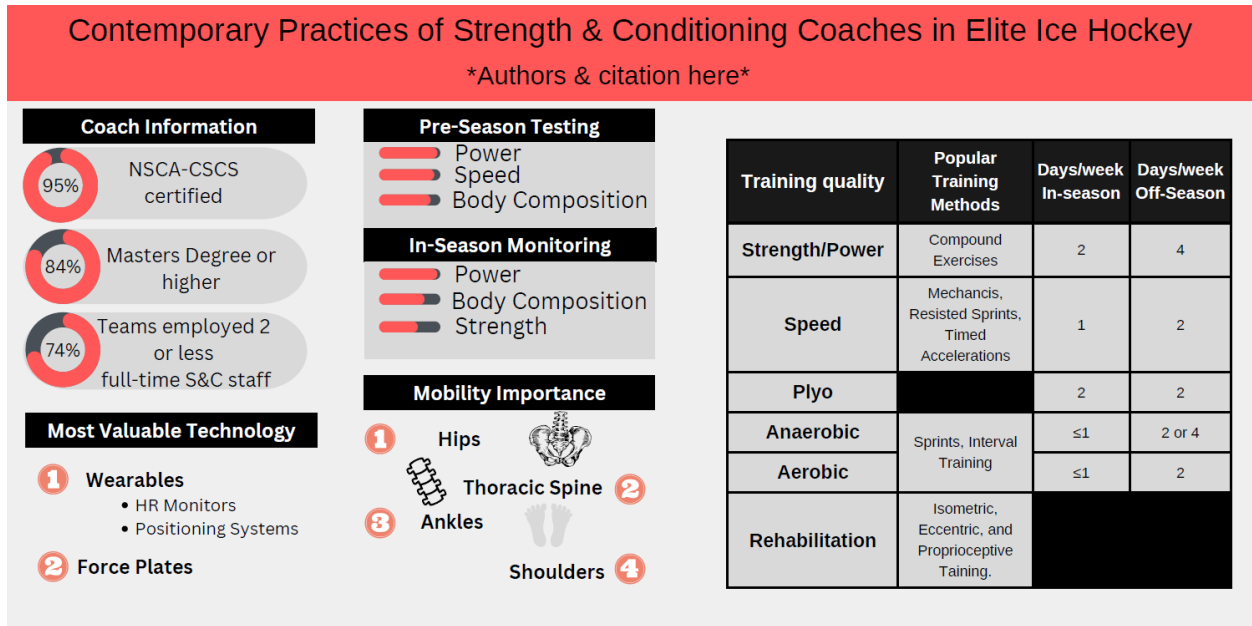 Contemporary Practices of Strength & Conditioning Coaches in Elite Ice Hockey
*Authors & citation here*
Coach Information
95%
NSCA-CSCS
certified
84%
Masters Degree or
higher
74%
Teams employed 2
or less
full-time S&C staff
Most Valuable Technology
1
Wearables
• HR Monitors
• Positioning Systems
2
Force Plates
Pre-Season Testing
Power
Speed
Body Composition
In-Season Monitoring
Power
Body Composition
Strength
Mobility Importance
1
Hips
Thoracic Spine
2
3
Ankles
Shoulders
4
Training quality
Popular
Training
Methods
Days/week
In-season
Days/week
Off-Season
Strength/Power
Compound
Exercises
2
4
Speed
Mechancis,
Resisted Sprints,
Timed
Accelerations
1
2
Plyo
2
2
Anaerobic
Sprints, Interval
Training
≤1
2 or 4
Aerobic
≤1
2
Rehabilitation
Isometric,
Eccentric, and
Proprioceptive
Taining.